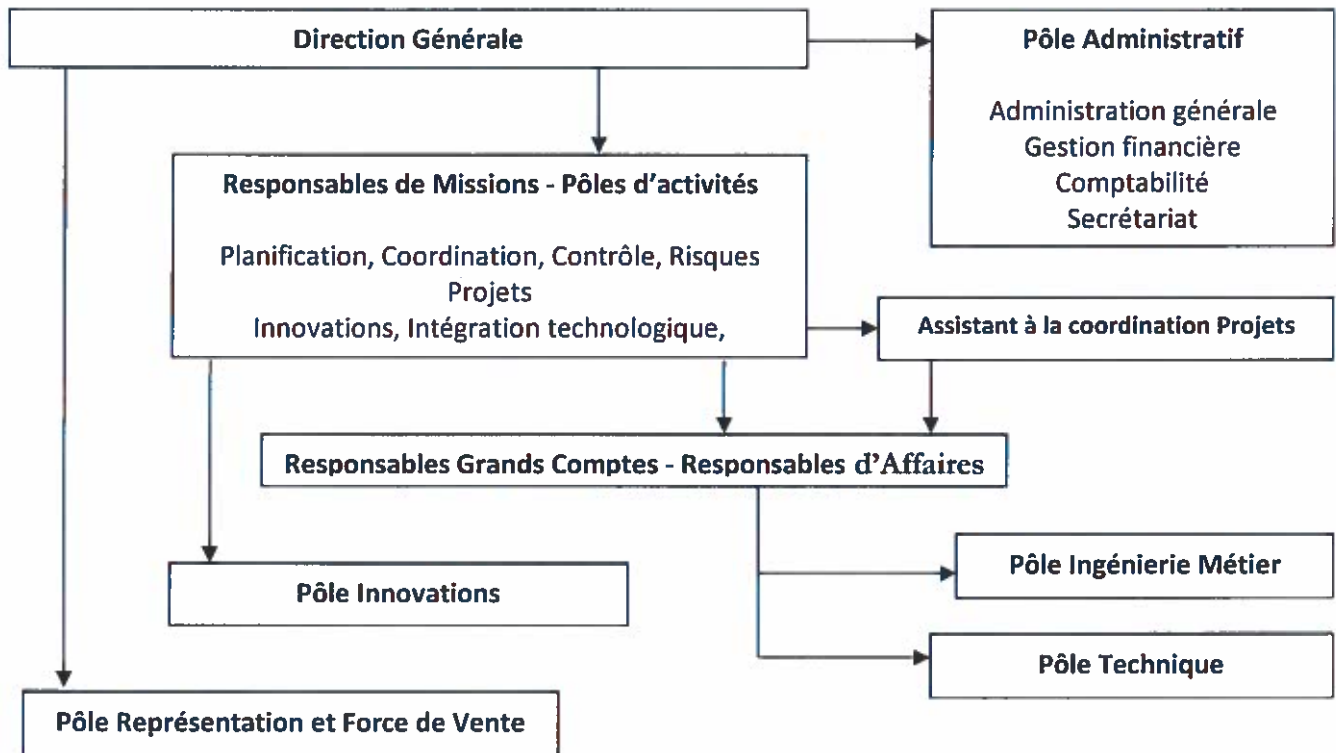 Direction Générale
Pôle Administratif
Administration générale
Gestion financière
Comptabilité
Secrétariat
Responsables de Missions - Pôles d'activités
Planification, Coordination, Contrôle, Risques
Projets
Innovations, Intégration technologique,
Assistant à la coordination Projets
Responsables Grands Comptes - Responsables d'Affaires
Pôle Ingénierie Métier
Pôle Innovations
Pôle Technique
Pôle Représentation et Force de Vente